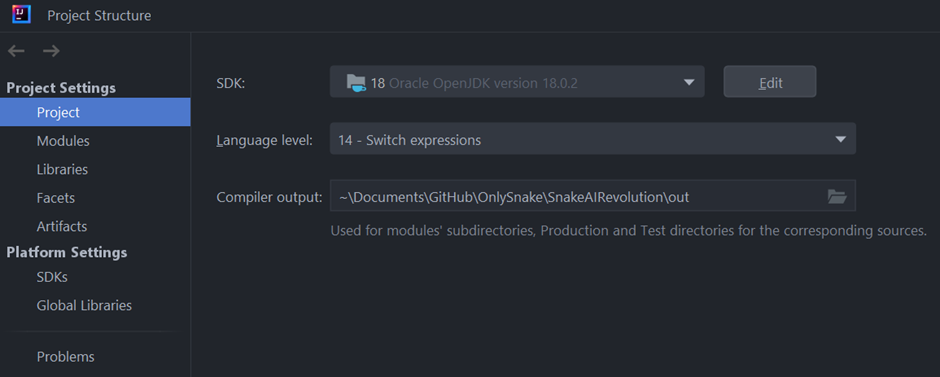 Project Structure
Project Settings
Project
Modules
Libraries
Facets
Artifacts
Platform Settings
SDKs
Global Libraries
Problems
SDK: 18 Oracle OpenJDK version 18.0.2 Edit
Language level: 14 - Switch expressions
Compiler output: ~\Documents\GitHub\OnlySnake\SnakeAIRevolution\out
Used for modules' subdirectories, Production and Test directories for the corresponding sources.